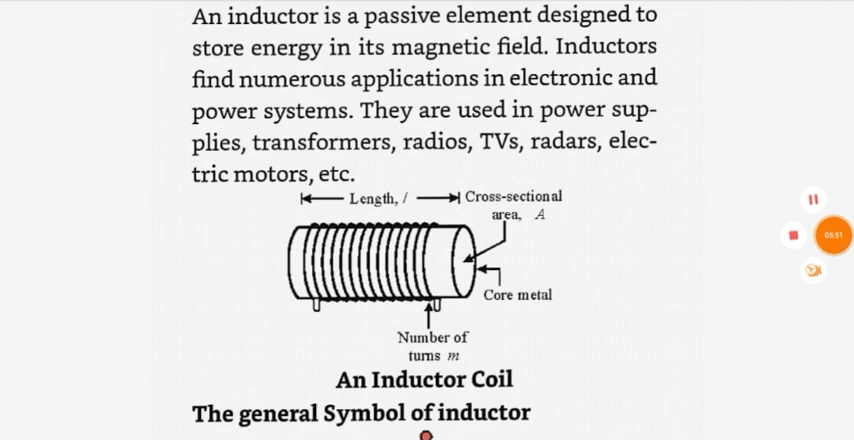 An inductor is a passive element designed to
store energy in its magnetic field. Inductors
find numerous applications in electronic and
power systems. They are used in power sup-
plies, transformers, radios, TVs, radars, elec-
tric motors, etc.
Length, l
Cross-sectional
area, A
Core metal
Number of
turns m
An Inductor Coil
The general Symbol of inductor
05:51